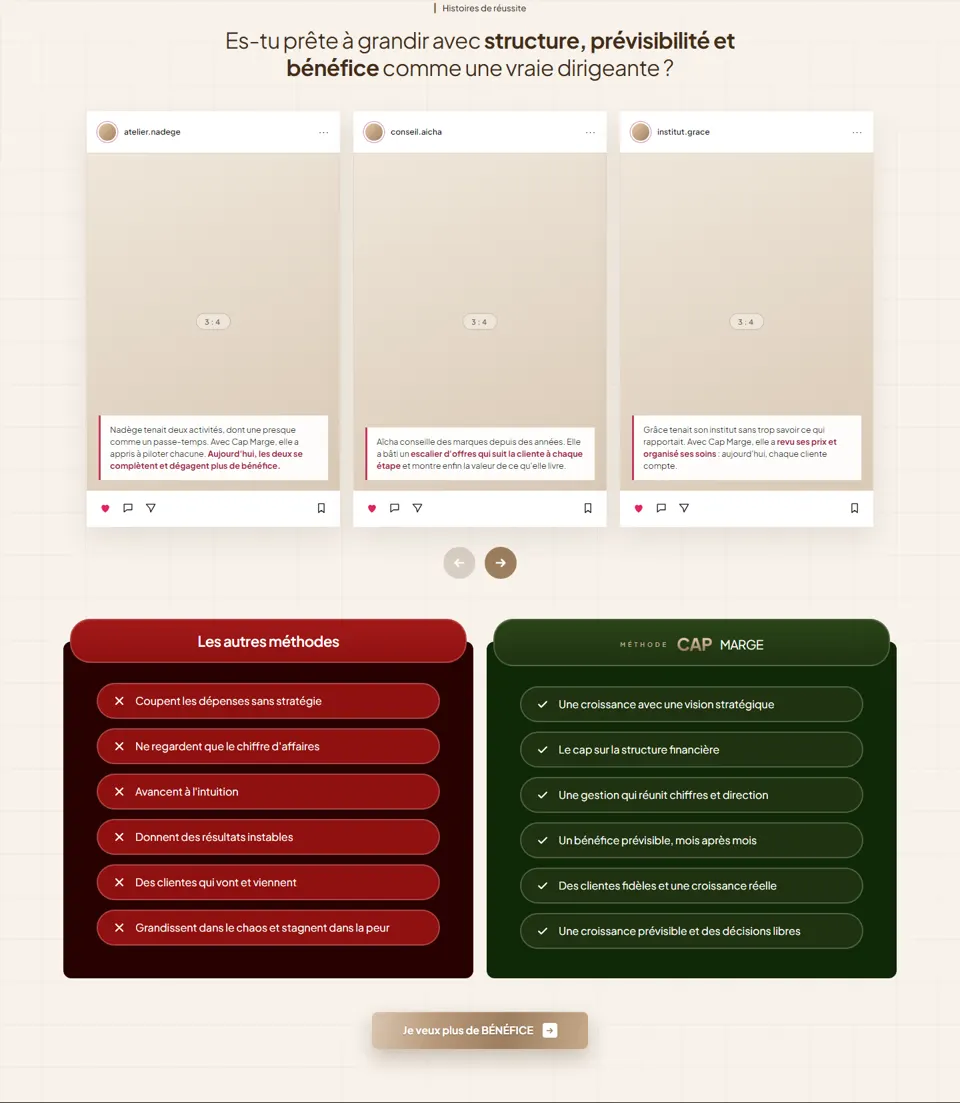 Histoires de réussite
Es-tu prête à grandir avec structure, prévisibilité et
bénéfice comme une vraie dirigeante ?
atelier.nadege
3 : 4
Nadège tenait deux activités, dont une presque
comme un passe-temps. Avec Cap Marge, elle a
appris à piloter chacune. Aujourd'hui, les deux se
complètent et dégagent plus de bénéfice.
conseil.aicha
3 : 4
Aïcha conseille des marques depuis des années. Elle
a bâti un escalier d'offres qui suit la cliente à chaque
étape et montre enfin la valeur de ce qu'elle livre.
institut.grace
3 : 4
Grâce tenait son institut sans trop savoir ce qui
rapportait. Avec Cap Marge, elle a revu ses prix et
organisé ses soins : aujourd'hui, chaque cliente
compte.
Les autres méthodes
Coupent les dépenses sans stratégie
Ne regardent que le chiffre d'affaires
Avancent à l'intuition
Donnent des résultats instables
Des clientes qui vont et viennent
Grandissent dans le chaos et stagnent dans la peur
MÉTHODE CAP MARGE
Une croissance avec une vision stratégique
Le cap sur la structure financière
Une gestion qui réunit chiffres et direction
Un bénéfice prévisible, mois après mois
Des clientes fidèles et une croissance réelle
Une croissance prévisible et des décisions libres
Je veux plus de BÉNÉFICE